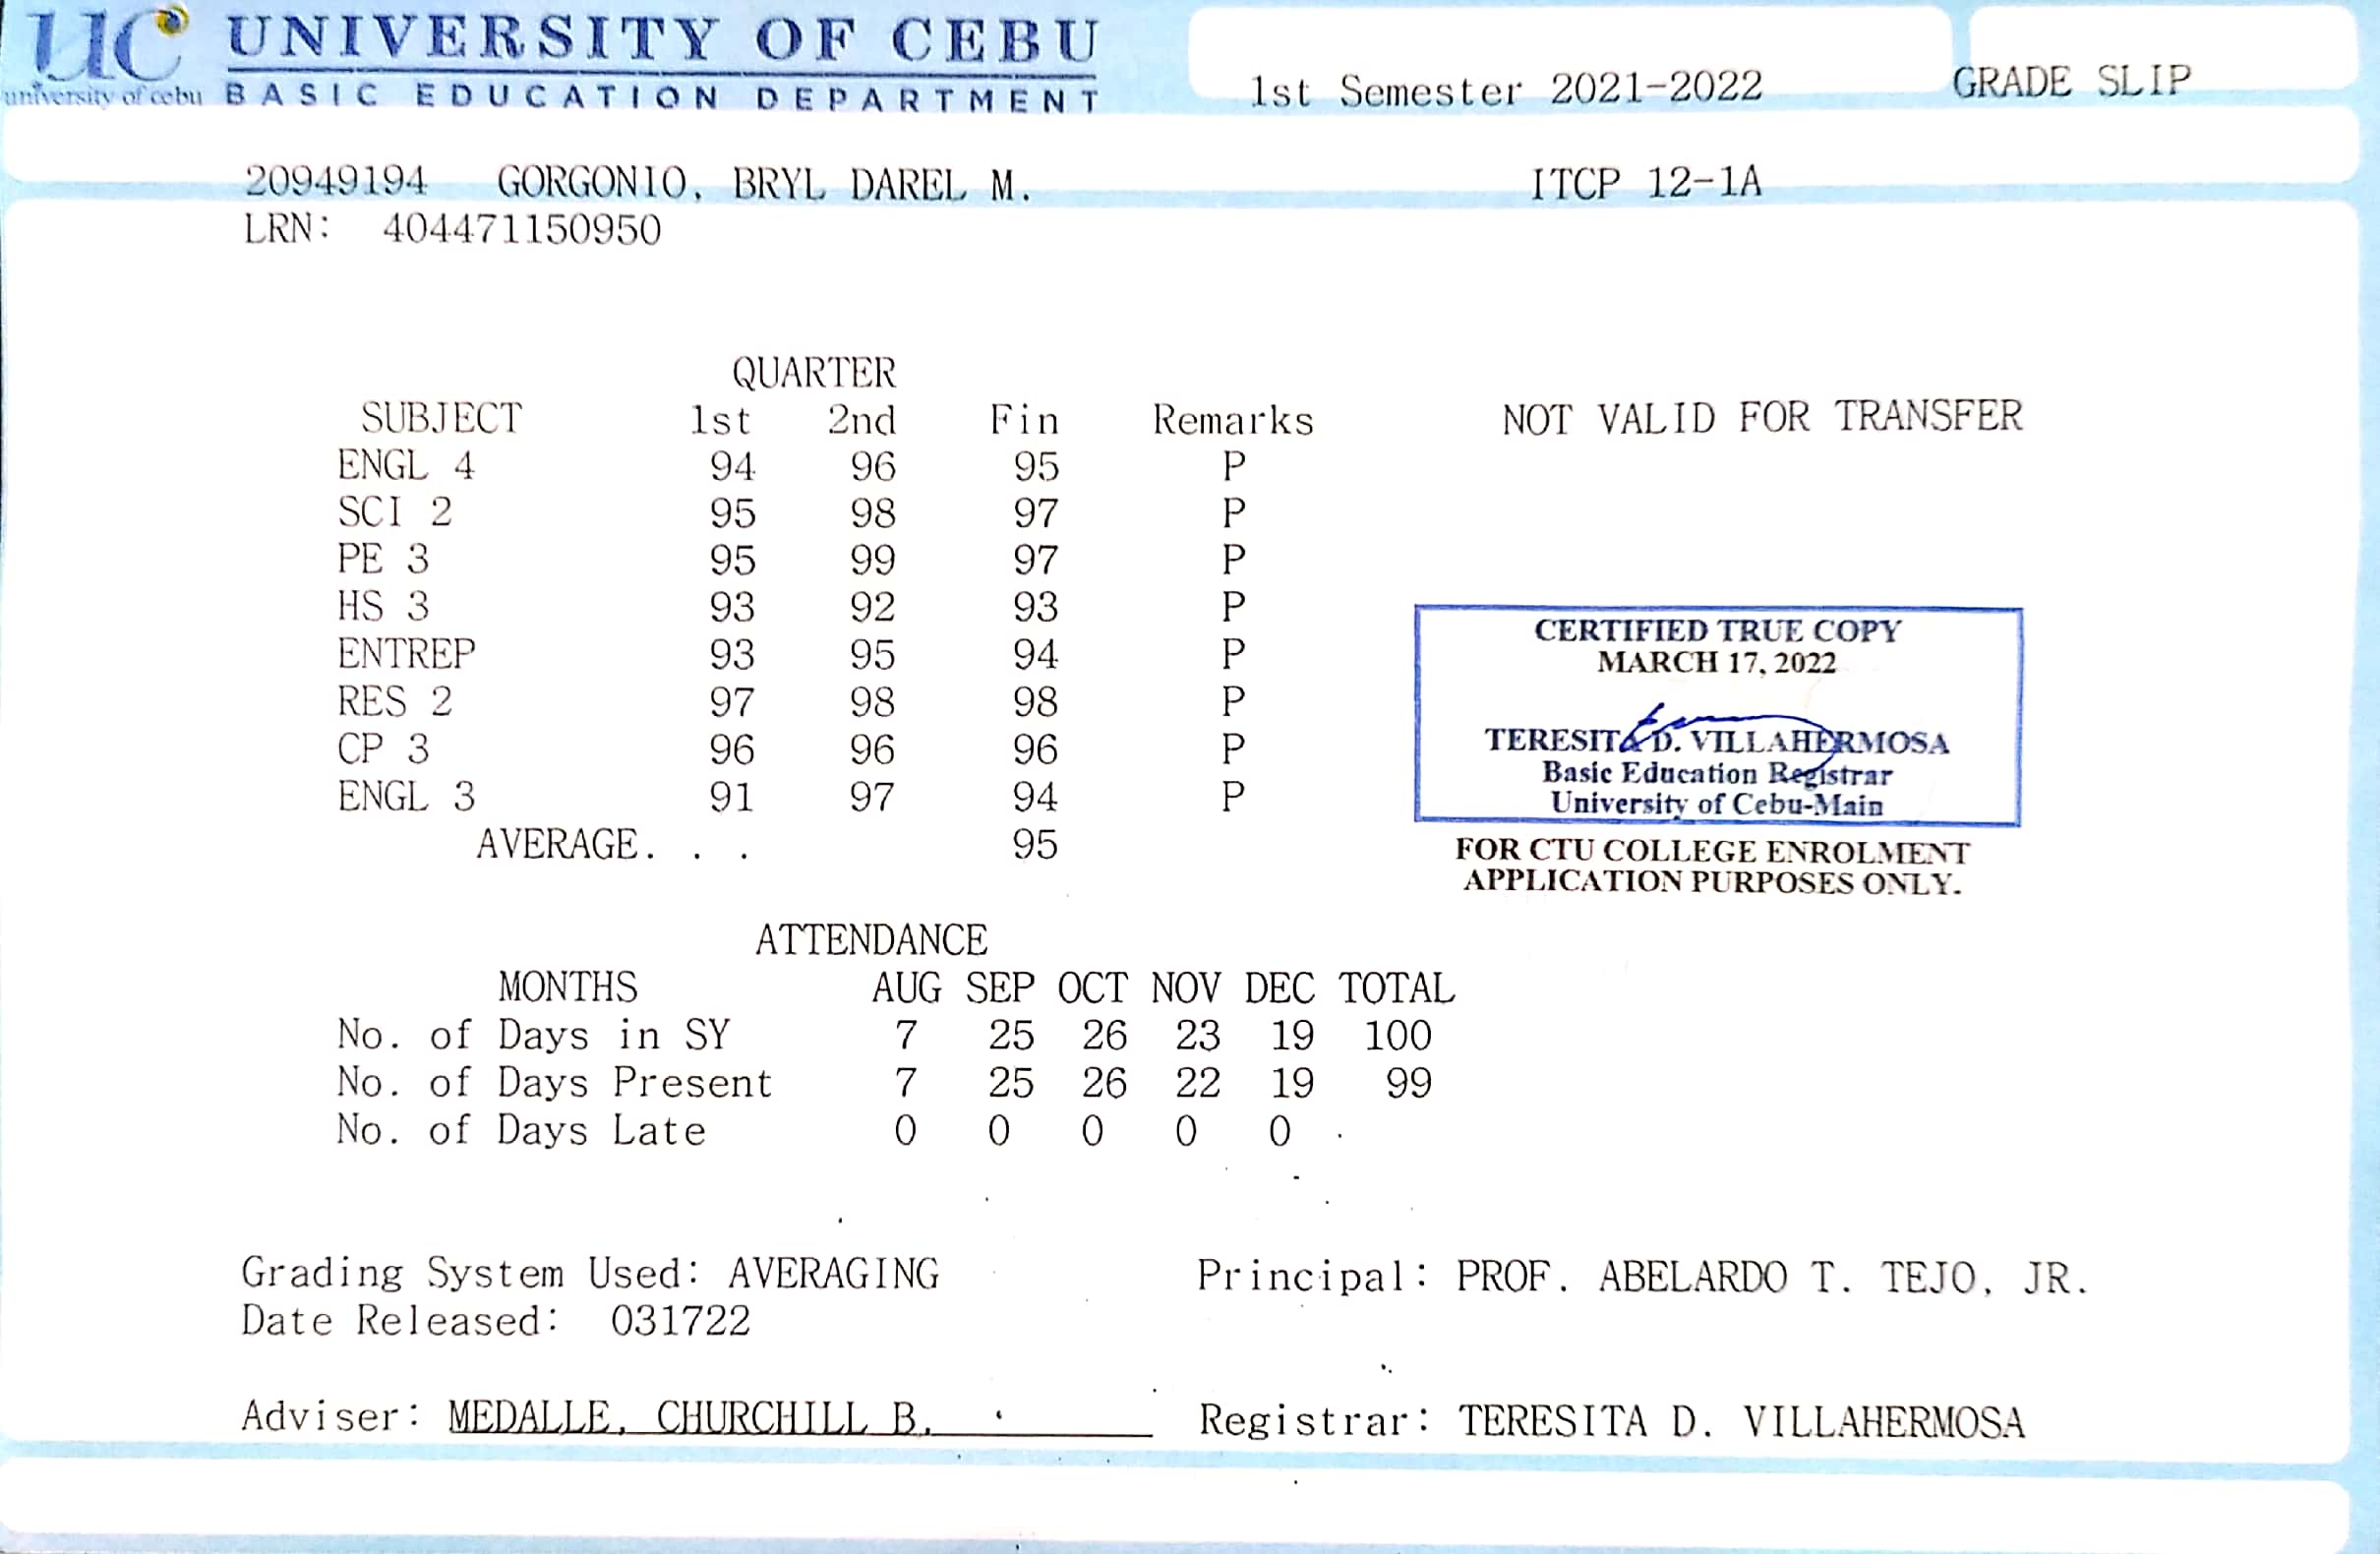 UC UNIVERSITY OF CEBU
university of cebu BASIC EDUCATION DEPARTMENT
1st Semester 2021-2022 GRADE SLIP
20949194 GORGONIO, BRYL DAREL M. ITCP 12-1A
LRN: 404471150950
QUARTER
SUBJECT 1st 2nd Fin Remarks NOT VALID FOR TRANSFER
ENGL 4 94 96 95 P
SCI 2 95 98 97 P
PE 3 95 99 97 P
HS 3 93 92 93 P
ENTREP 93 95 94 P
RES 2 97 98 98 P
CP 3 96 96 96 P
ENGL 3 91 97 94 P
AVERAGE. . . 95
CERTIFIED TRUE COPY
MARCH 17, 2022
TERESITA D. VILLAHERMOSA
Basic Education Registrar
University of Cebu-Main
FOR CTU COLLEGE ENROLMENT
APPLICATION PURPOSES ONLY.
ATTENDANCE
MONTHS AUG SEP OCT NOV DEC TOTAL
No. of Days in SY 7 25 26 23 19 100
No. of Days Present 7 25 26 22 19 99
No. of Days Late 0 0 0 0 0
Grading System Used: AVERAGING Principal: PROF. ABELARDO T. TEJO, JR.
Date Released: 031722
Adviser: MEDALLE, CHURCHILL B. Registrar: TERESITA D. VILLAHERMOSA